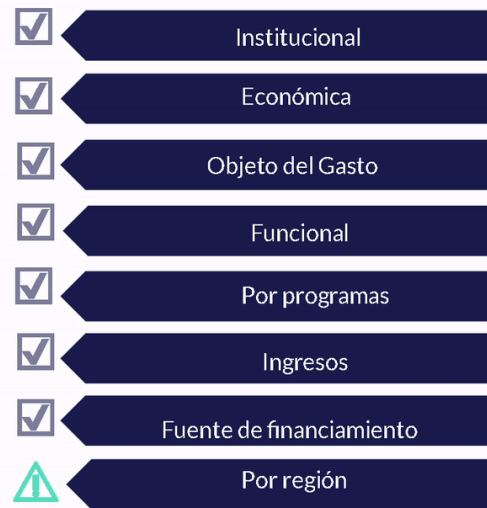 Institucional
Económica
Objeto del Gasto
Funcional
Por programas
Ingresos
Fuente de financiamiento
Por región